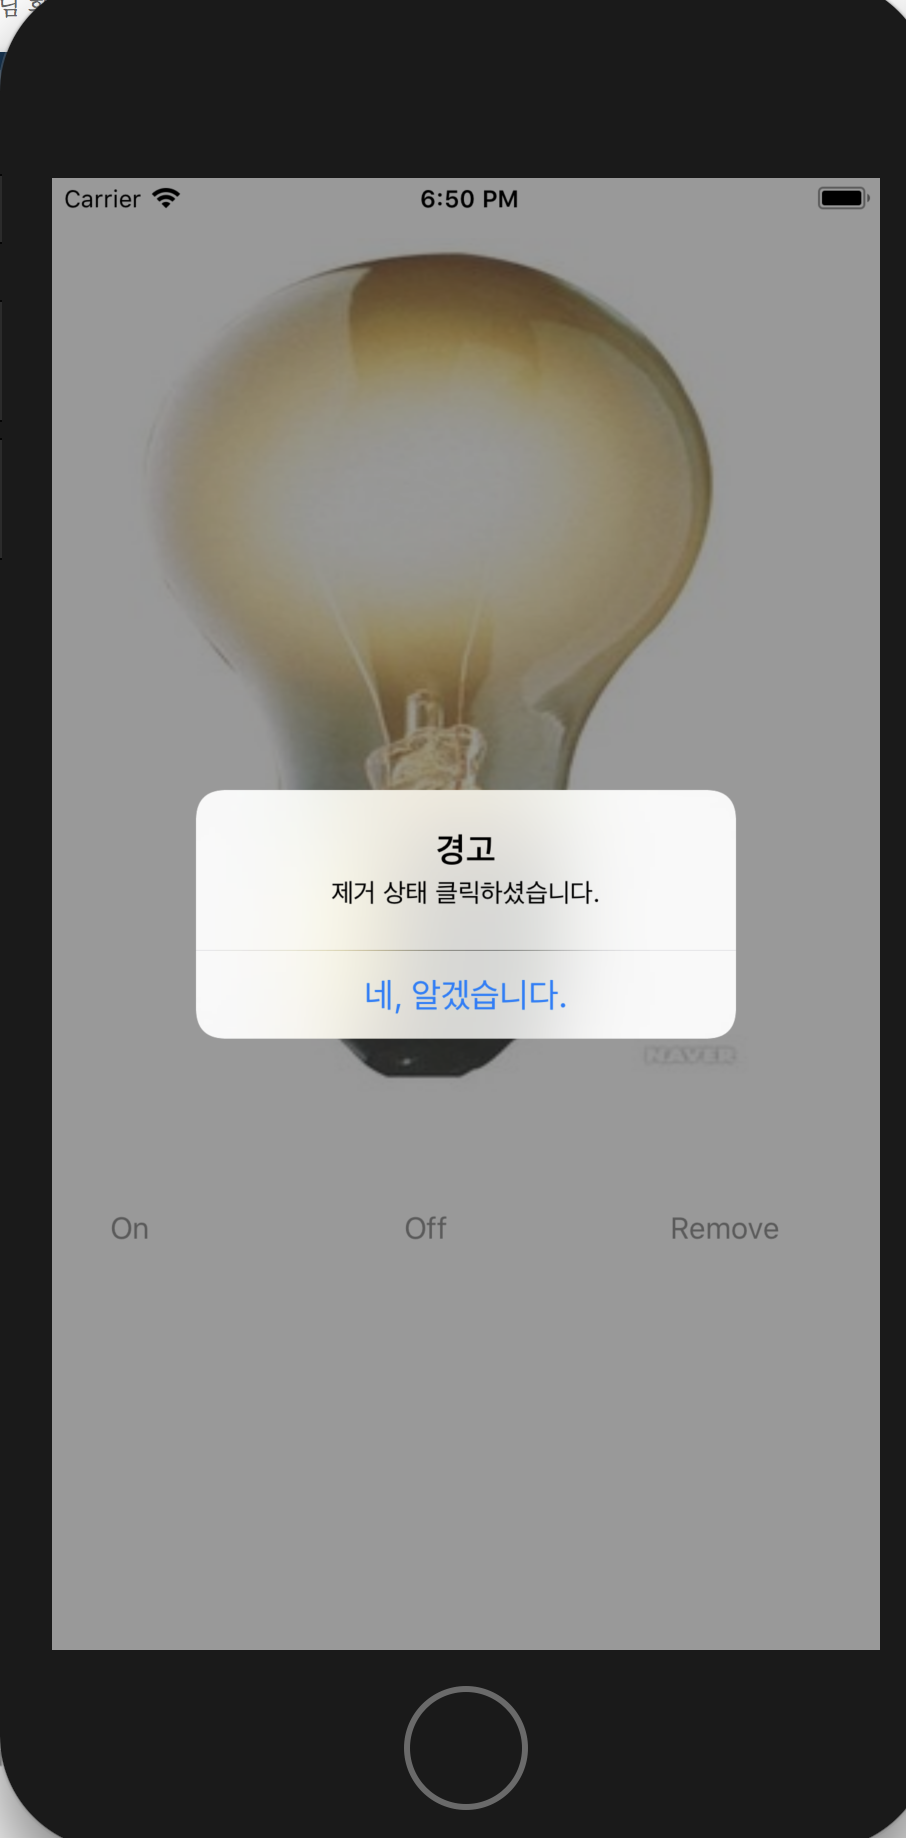 Carrier
6:50 PM
경고
제거 상태 클릭하셨습니다.
네, 알겠습니다.
NAVER
On
Off
Remove